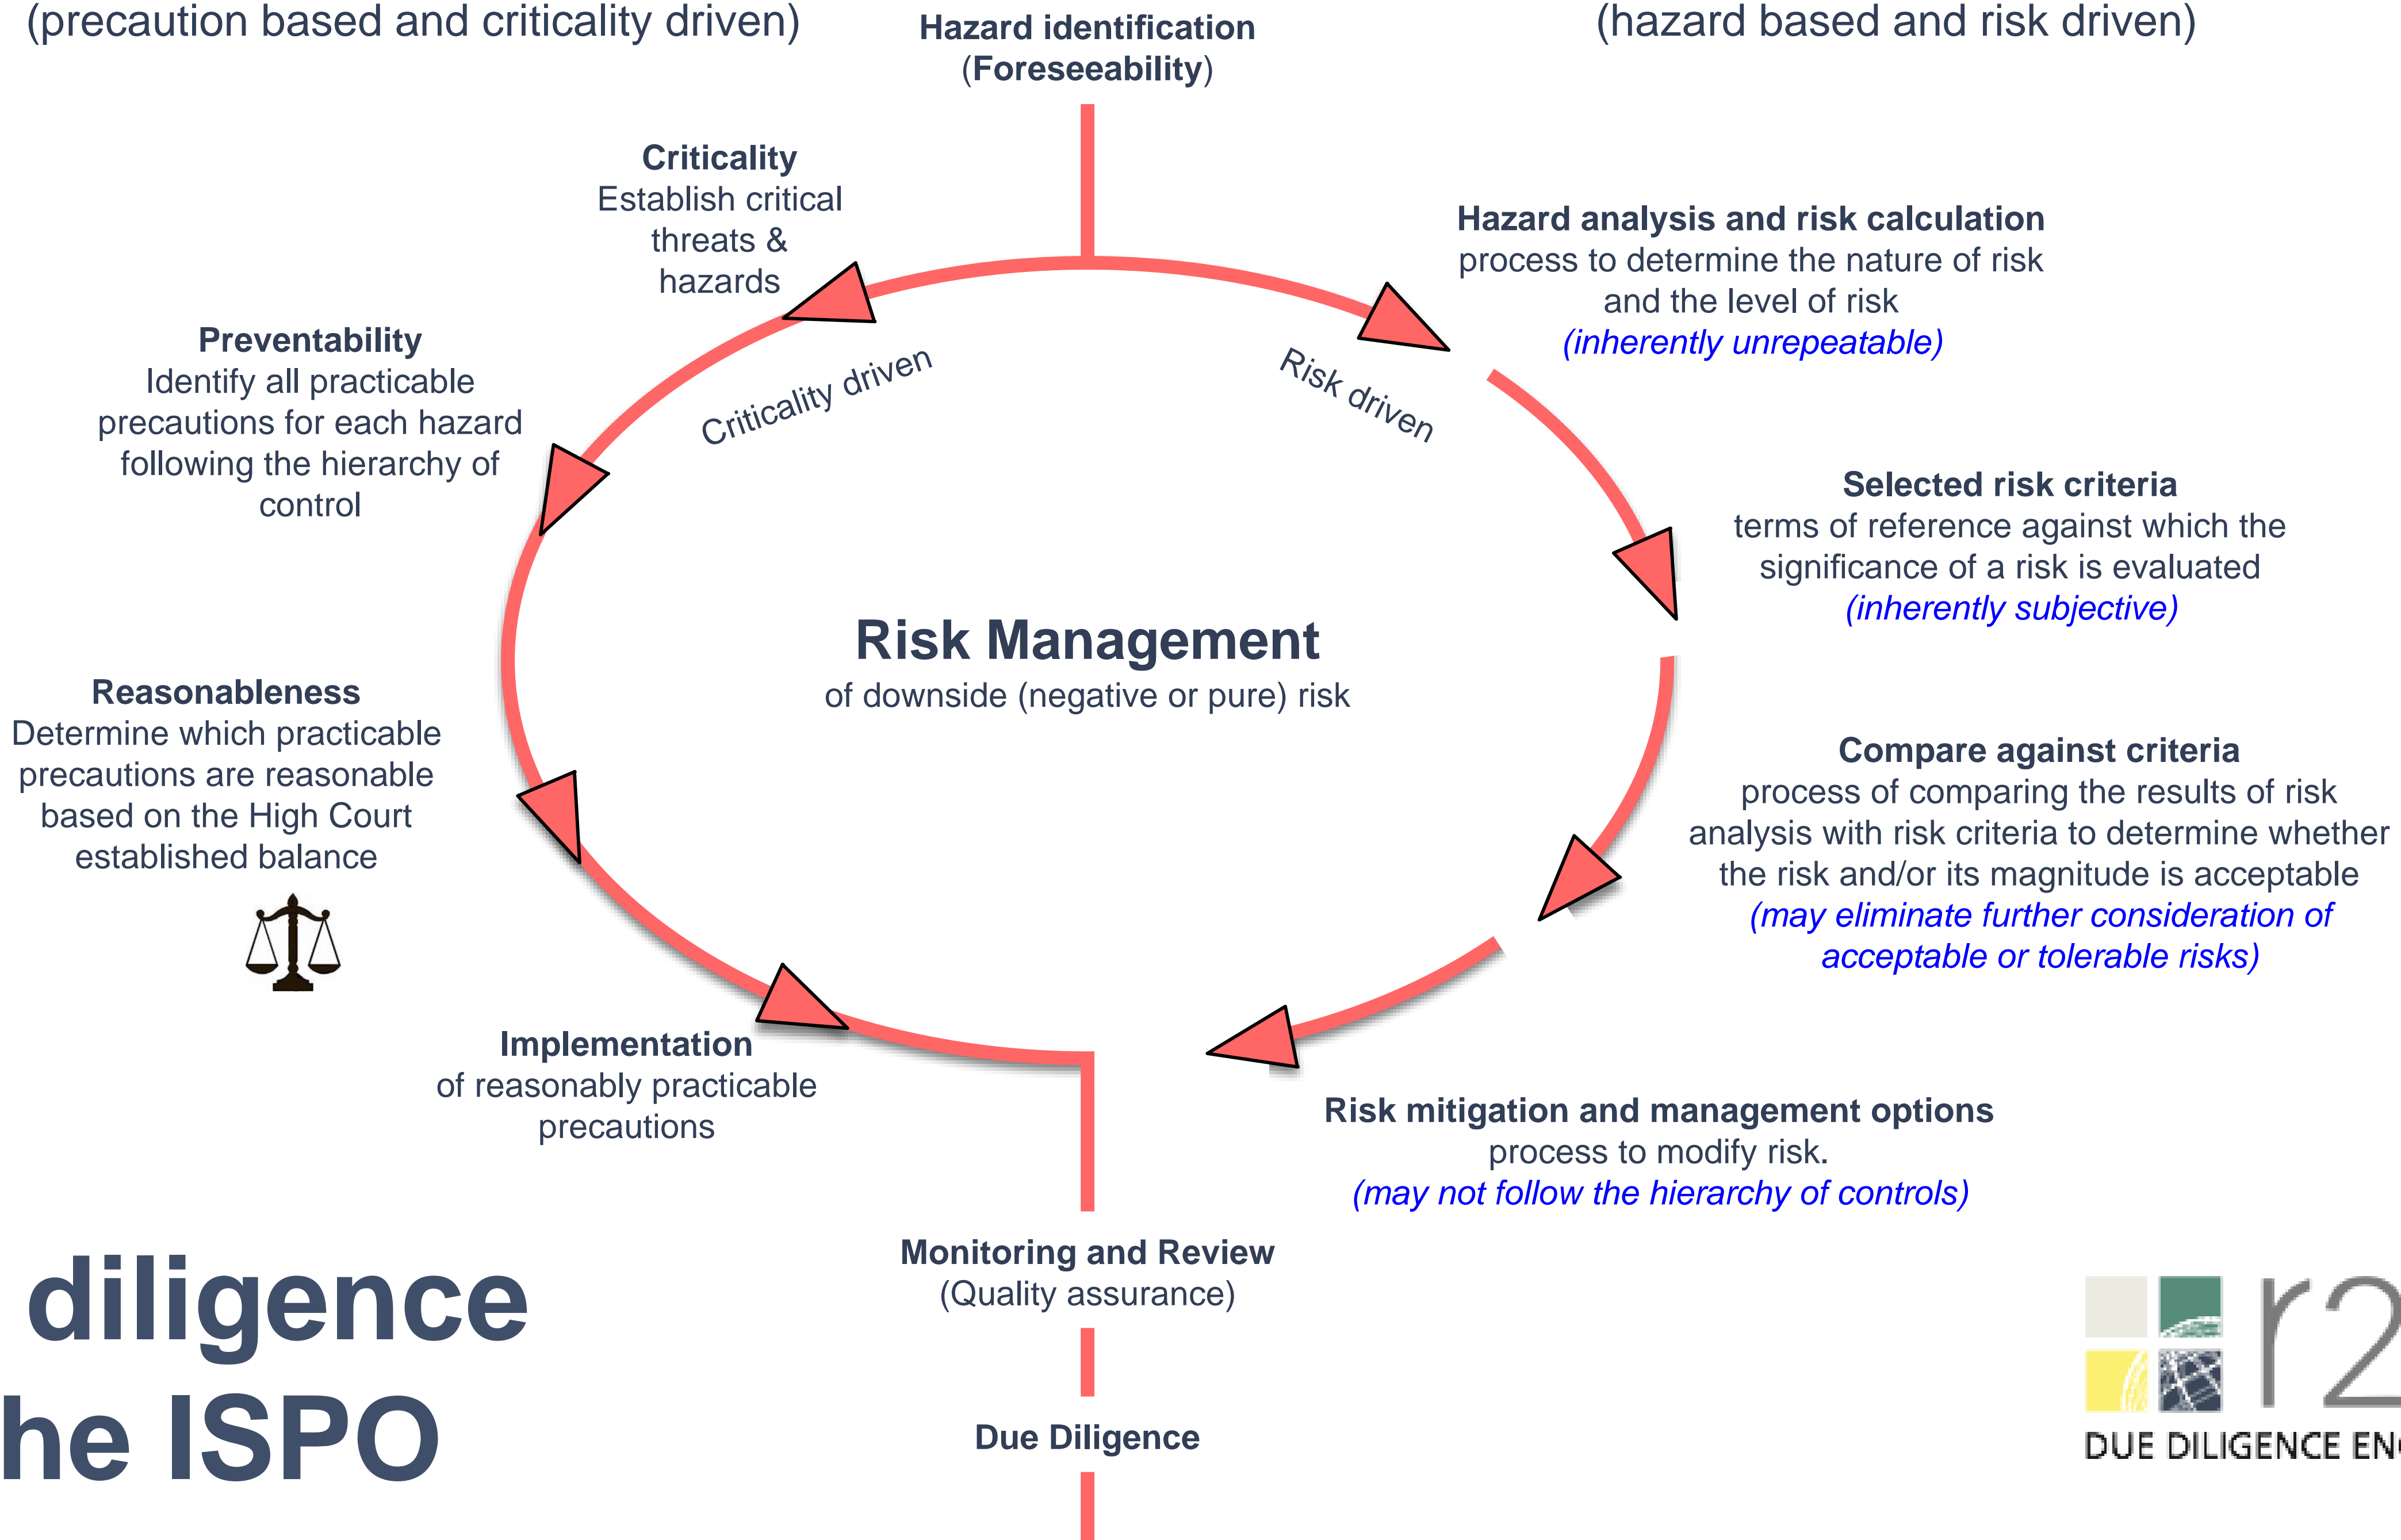 (precaution based and criticality driven)
(hazard based and risk driven)
Hazard identification
(Foreseeability)
Criticality
Establish critical
threats &
hazards
Hazard analysis and risk calculation
process to determine the nature of risk
and the level of risk
(inherently unrepeatable)
Preventability
Identify all practicable
precautions for each hazard
following the hierarchy of
control
Criticality driven
Risk driven
Selected risk criteria
terms of reference against which the
significance of a risk is evaluated
(inherently subjective)
Risk Management
of downside (negative or pure) risk
Reasonableness
Determine which practicable
precautions are reasonable
based on the High Court
established balance
Compare against criteria
process of comparing the results of risk
analysis with risk criteria to determine whether
the risk and/or its magnitude is acceptable
(may eliminate further consideration of
acceptable or tolerable risks)
Implementation
of reasonably practicable
precautions
Risk mitigation and management options
process to modify risk.
(may not follow the hierarchy of controls)
Monitoring and Review
(Quality assurance)
Due Diligence
diligence
he ISPO
r2
DUE DILIGENCE EN